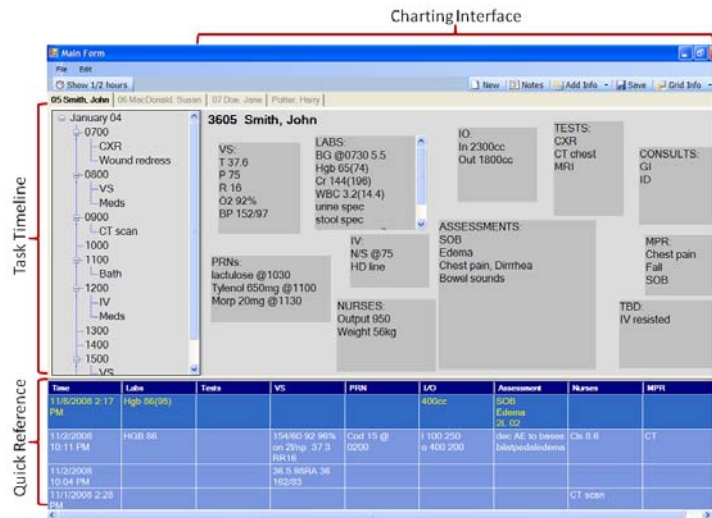 Charting Interface
Main Form
File Edit
Show 1/2 hours
New Notes Add Info Save Grid Info
05 Smith, John 06 MacDonald, Susan 07 Doe, Jane Potter, Harry
Task Timeline
January 04
0700
CXR
Wound redress
0800
VS
Meds
0900
CT scan
1000
1100
Bath
1200
IV
Meds
1300
1400
1500
VS
3605 Smith, John
VS:
T 37.6
P 75
R 16
O2 92%
BP 152/97
LABS:
BG @0730 5.5
Hgb 65(74)
Cr 144(196)
WBC 3.2(14.4)
urine spec
stool spec
IO:
In 2300cc
Out 1800cc
TESTS:
CXR
CT chest
MRI
CONSULTS:
GI
ID
PRNs:
lactulose @1030
Tylenol 650mg @1100
Morp 20mg @1130
IV:
N/S @75
HD line
NURSES:
Output 950
Weight 56kg
ASSESSMENTS:
SOB
Edema
Chest pain, Dirrhea
Bowel sounds
MPR:
Chest pain
Fall
SOB
TBD:
IV resisted
Quick Reference
Time Labs Tests VS PRN I/O Assessment Nurses MPR
11/8/2008 2:17 PM
Hgb 86(95)
400cc
SOB
Edema
2L 02
11/2/2008
10:11 PM
HGB 86
154/60 92 96%
on 2l/np 37.3
RR16
Cod 15 @
0200
I 100 250
o 400 200
dec AE to bases
bilatpedaledema
Cls 8.6
CT
11/2/2008
10:04 PM
36.5 98RA 36
162/83
11/1/2008 2:28
PM
CT scan